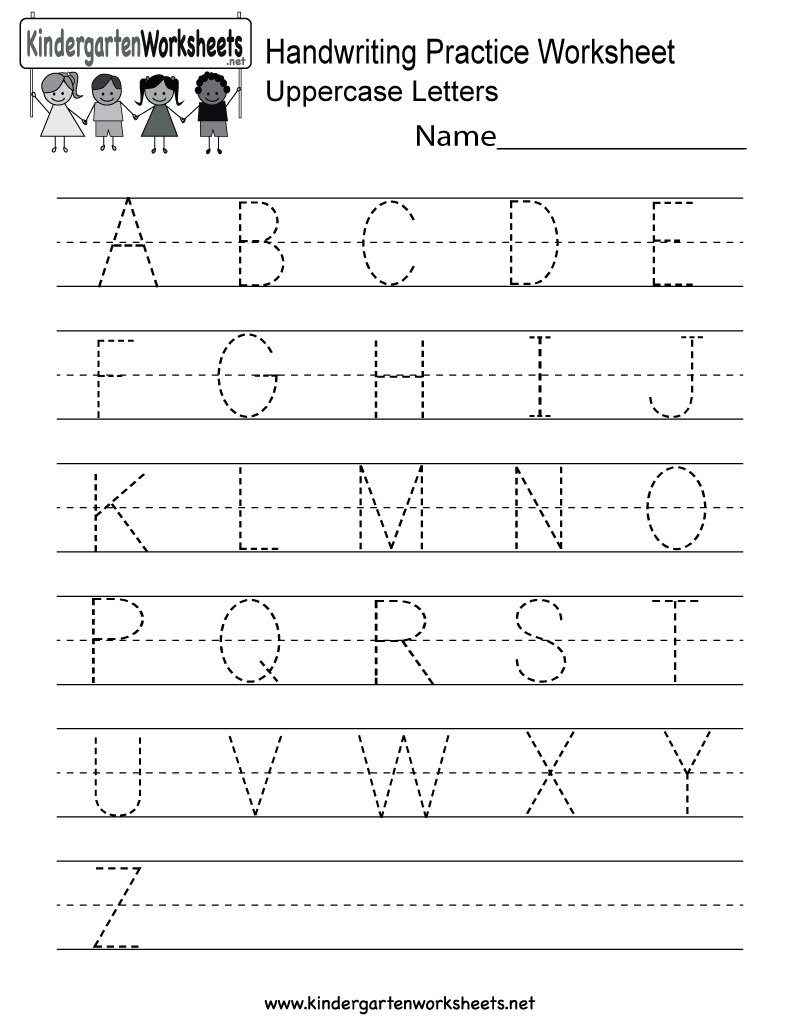 KindergartenWorksheets
.net
Handwriting Practice Worksheet
Uppercase Letters
Name
A B C D E
F G H I J
K L M N O
P Q R S T
U V W X Y
Z
www.kindergartenworksheets.net